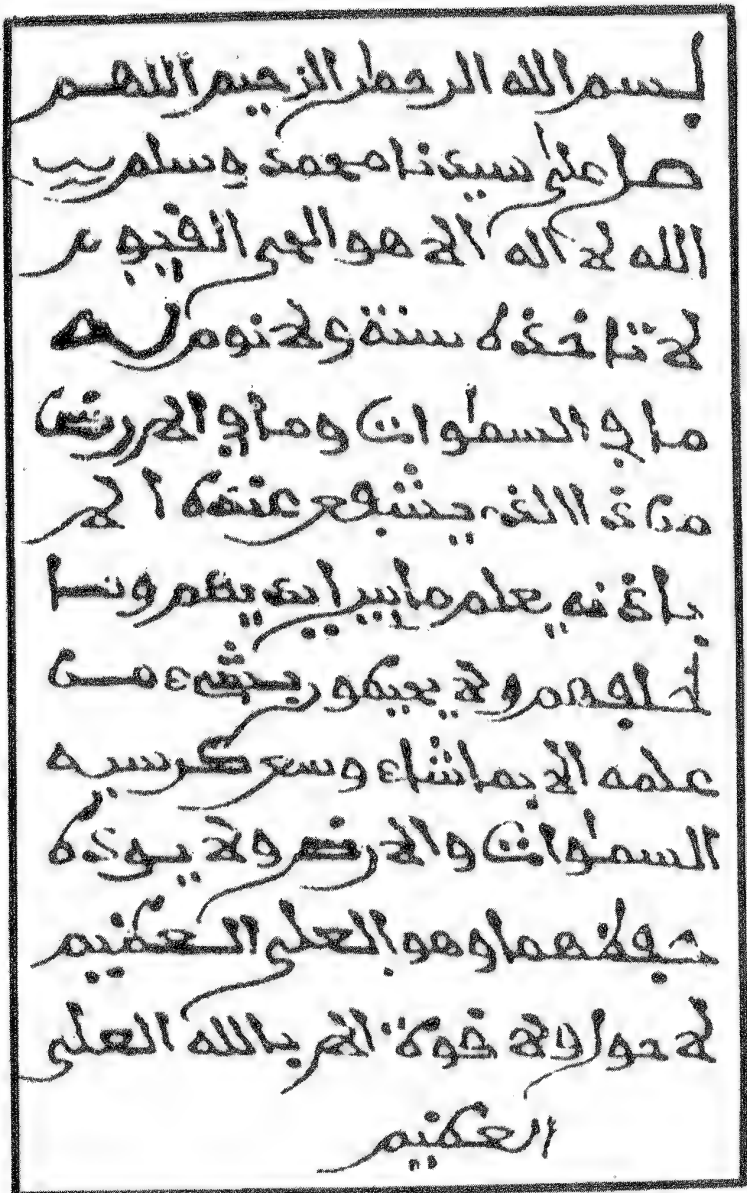 بسم الله الرحمن الرحيم اللهم
صل على سيدنا محمد وسلم
الله لا اله الا هو الحي القيوم
لا تاخذه سنة ولا نوم له
ما في السموات وما في الارض
من ذا الذي يشفع عنده الا
باذنه يعلم ما بين ايديهم وما
خلفهم ولا يحيطون بشيء من
علمه الا بما شاء وسع كرسيه
السموات والارض ولا يوده
حفظهما وهو العلي العظيم
لا حول ولا قوة الا بالله العلي
العظيم